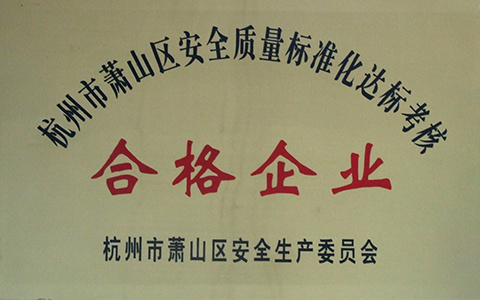 杭州市萧山区安全质量标准化达标考核
合格企业
杭州市萧山区安全生产委员会